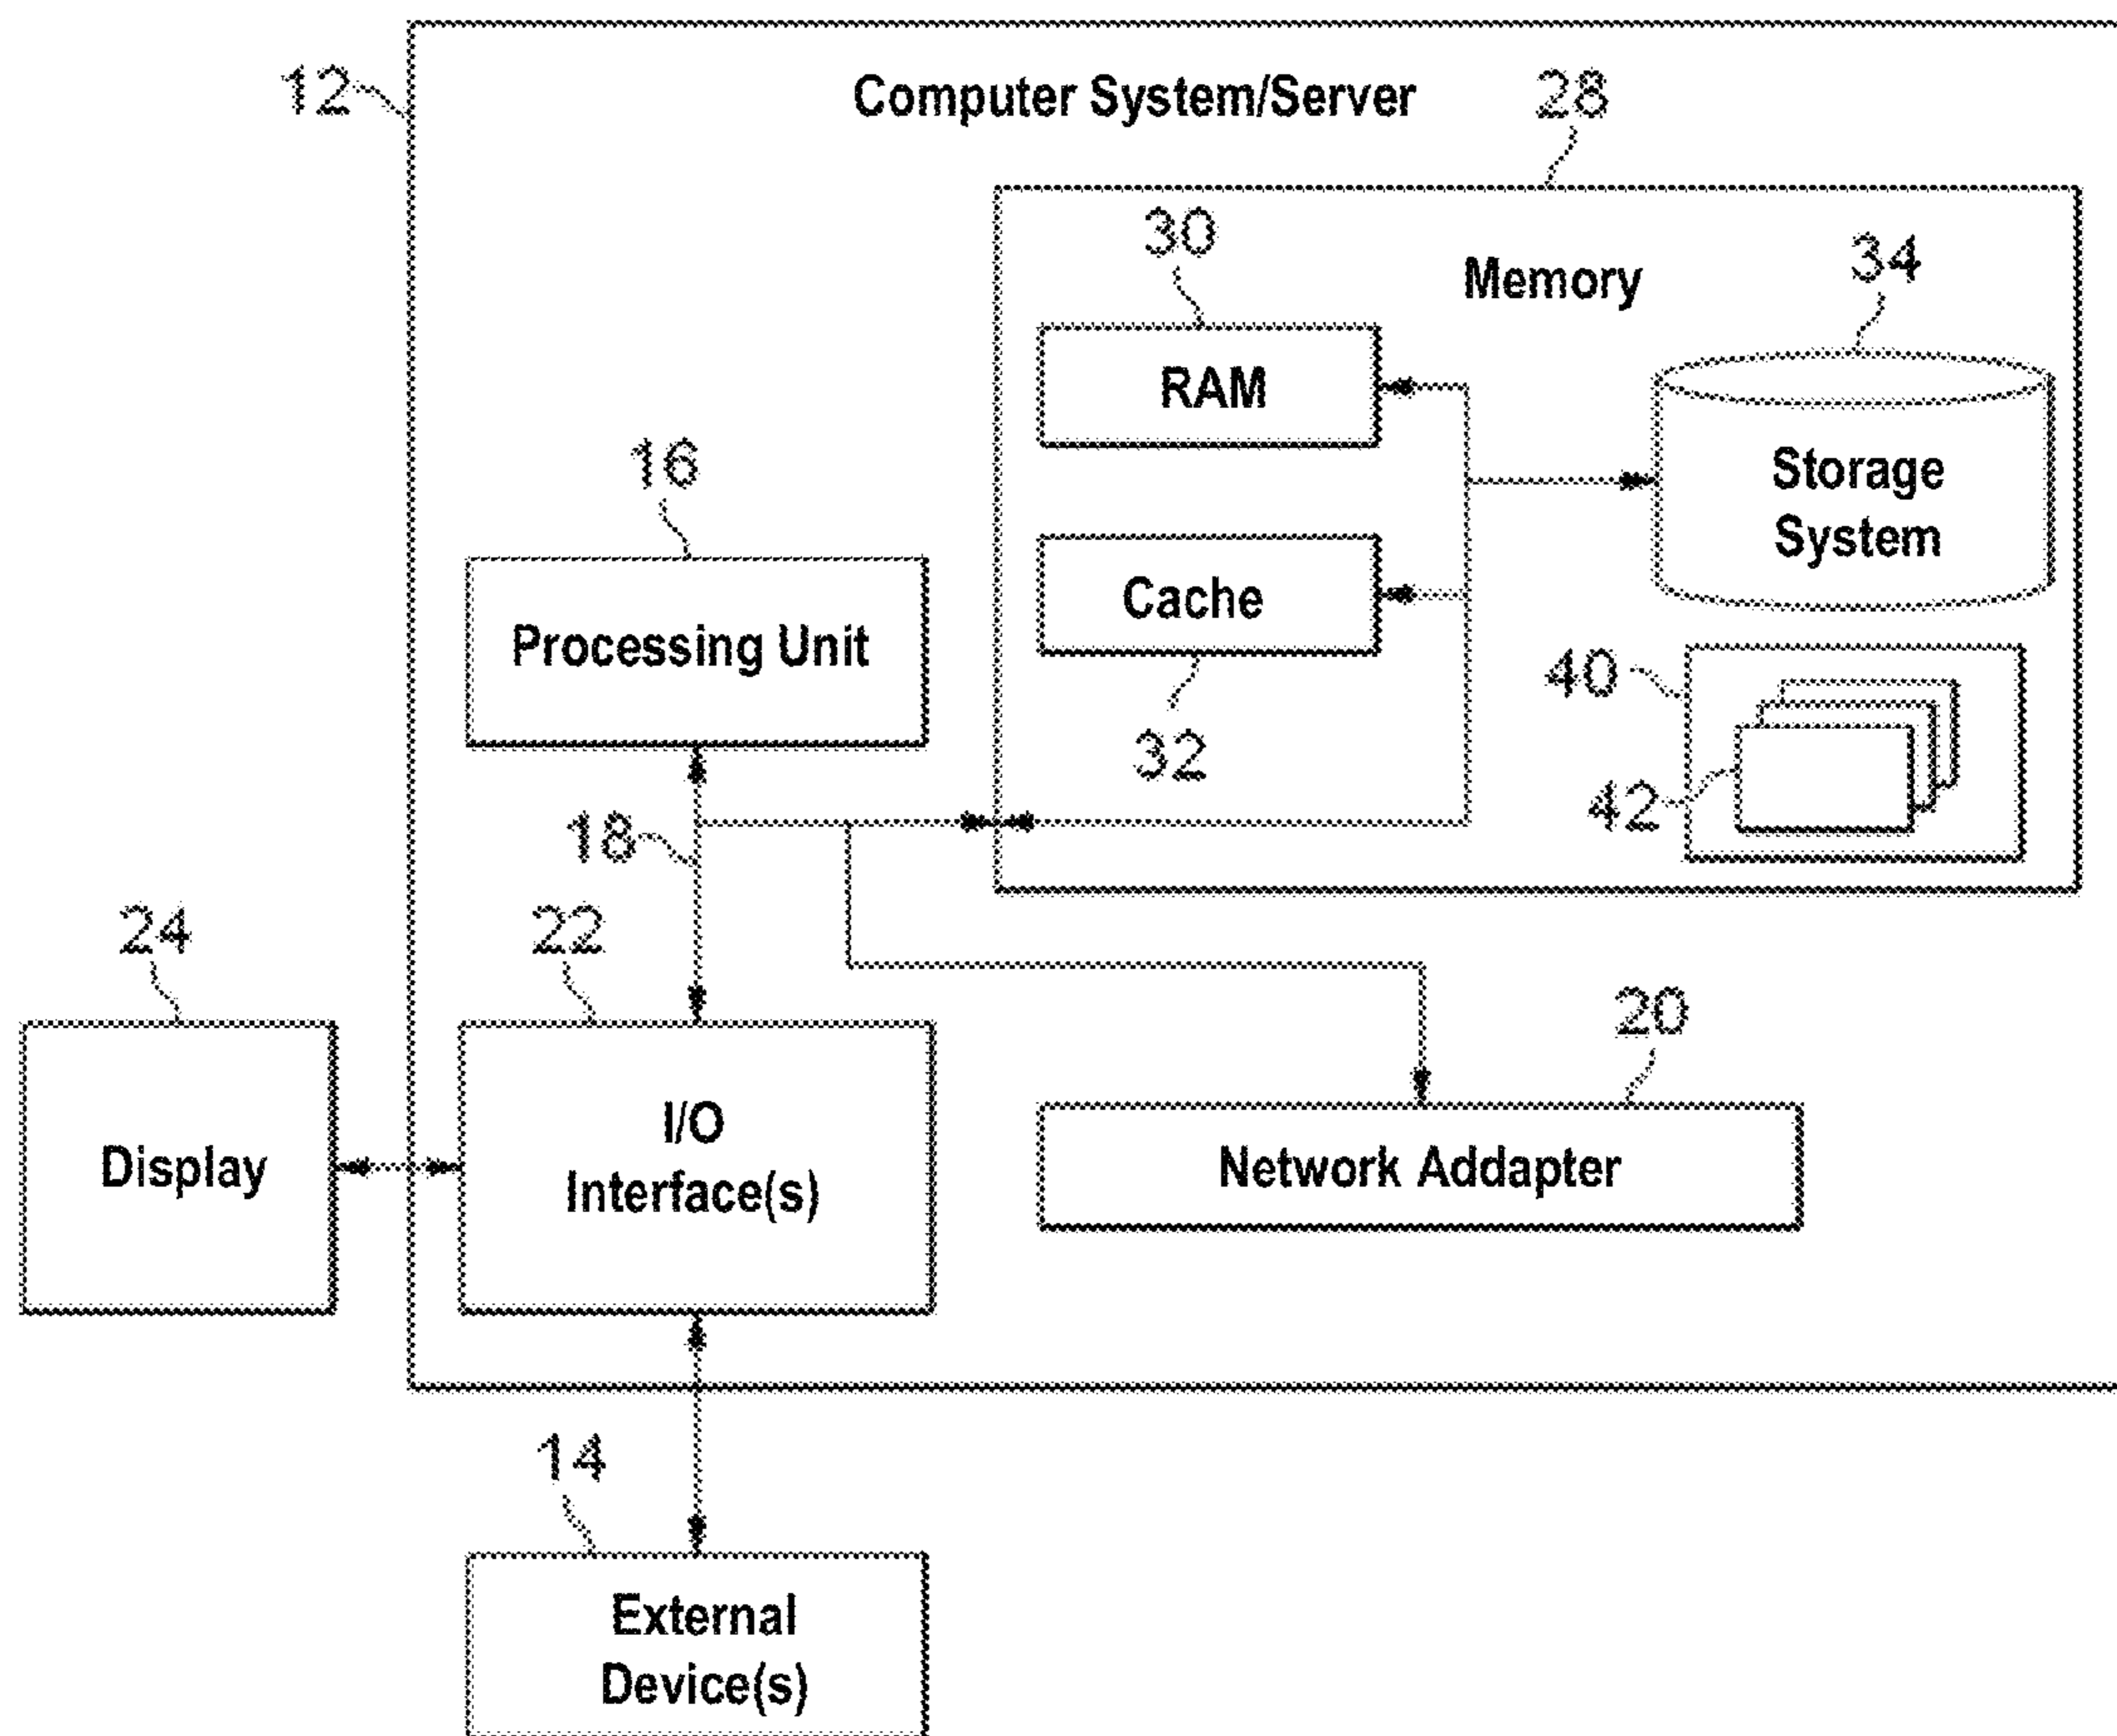 12
Computer System/Server
28
30
Memory
34
RAM
16
Storage
System
Cache
Processing Unit
40
32
42
18
24
22
20
I/O
Interface(s)
Display
Network Addapter
14
External
Device(s)